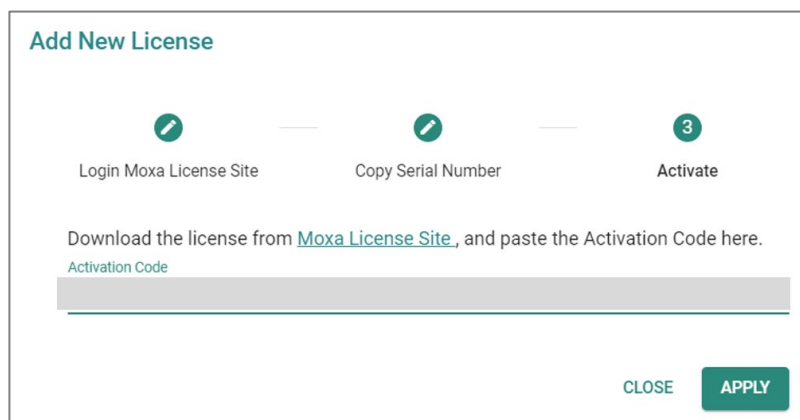 Add New License
3
Login Moxa License Site
Copy Serial Number
Activate
Download the license from Moxa License Site , and paste the Activation Code here.
Activation Code
CLOSE
APPLY